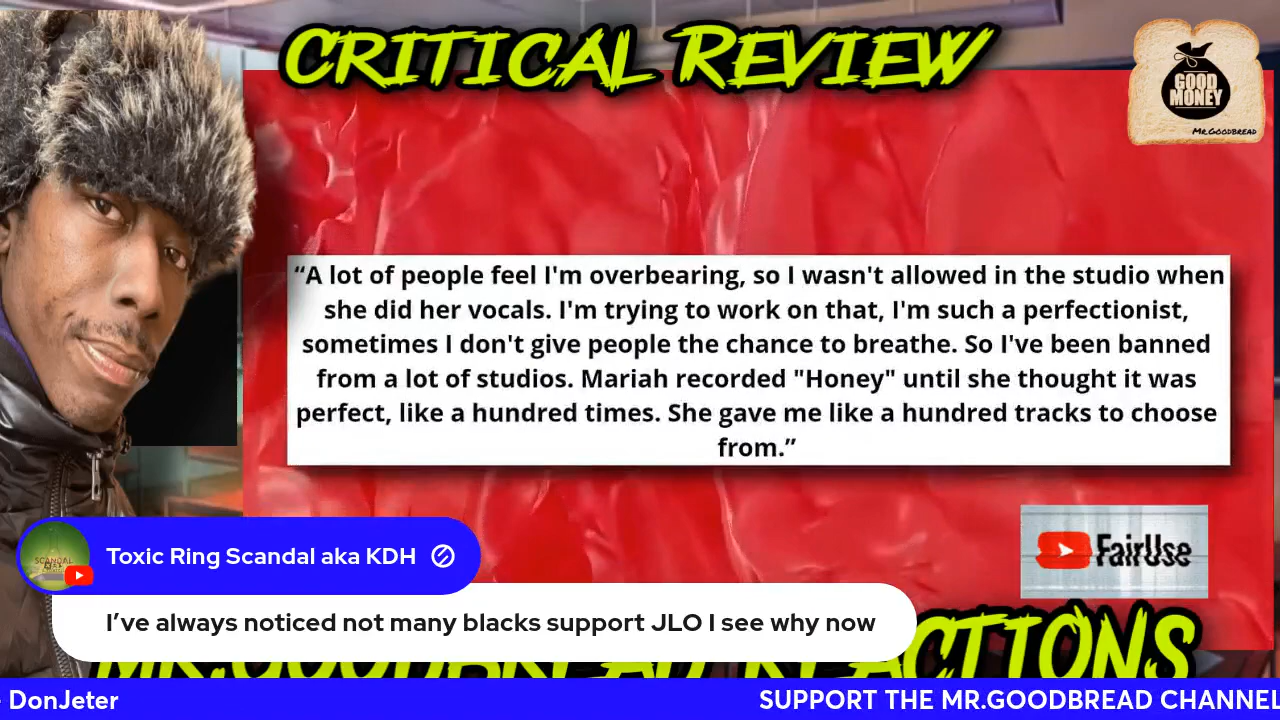 CRITICAL REVIEW
GOOD
MONEY
MR.GOODBREAD
“A lot of people feel I'm overbearing, so I wasn't allowed in the studio when
she did her vocals. I'm trying to work on that, I'm such a perfectionist,
sometimes I don't give people the chance to breathe. So I've been banned
from a lot of studios. Mariah recorded "Honey" until she thought it was
perfect, like a hundred times. She gave me like a hundred tracks to choose
from.”
FairUse
Toxic Ring Scandal aka KDH
I’ve always noticed not many blacks support JLO I see why now
MR.GOODBREAD REACTIONS
DonJeter
SUPPORT THE MR.GOODBREAD CHANNEL